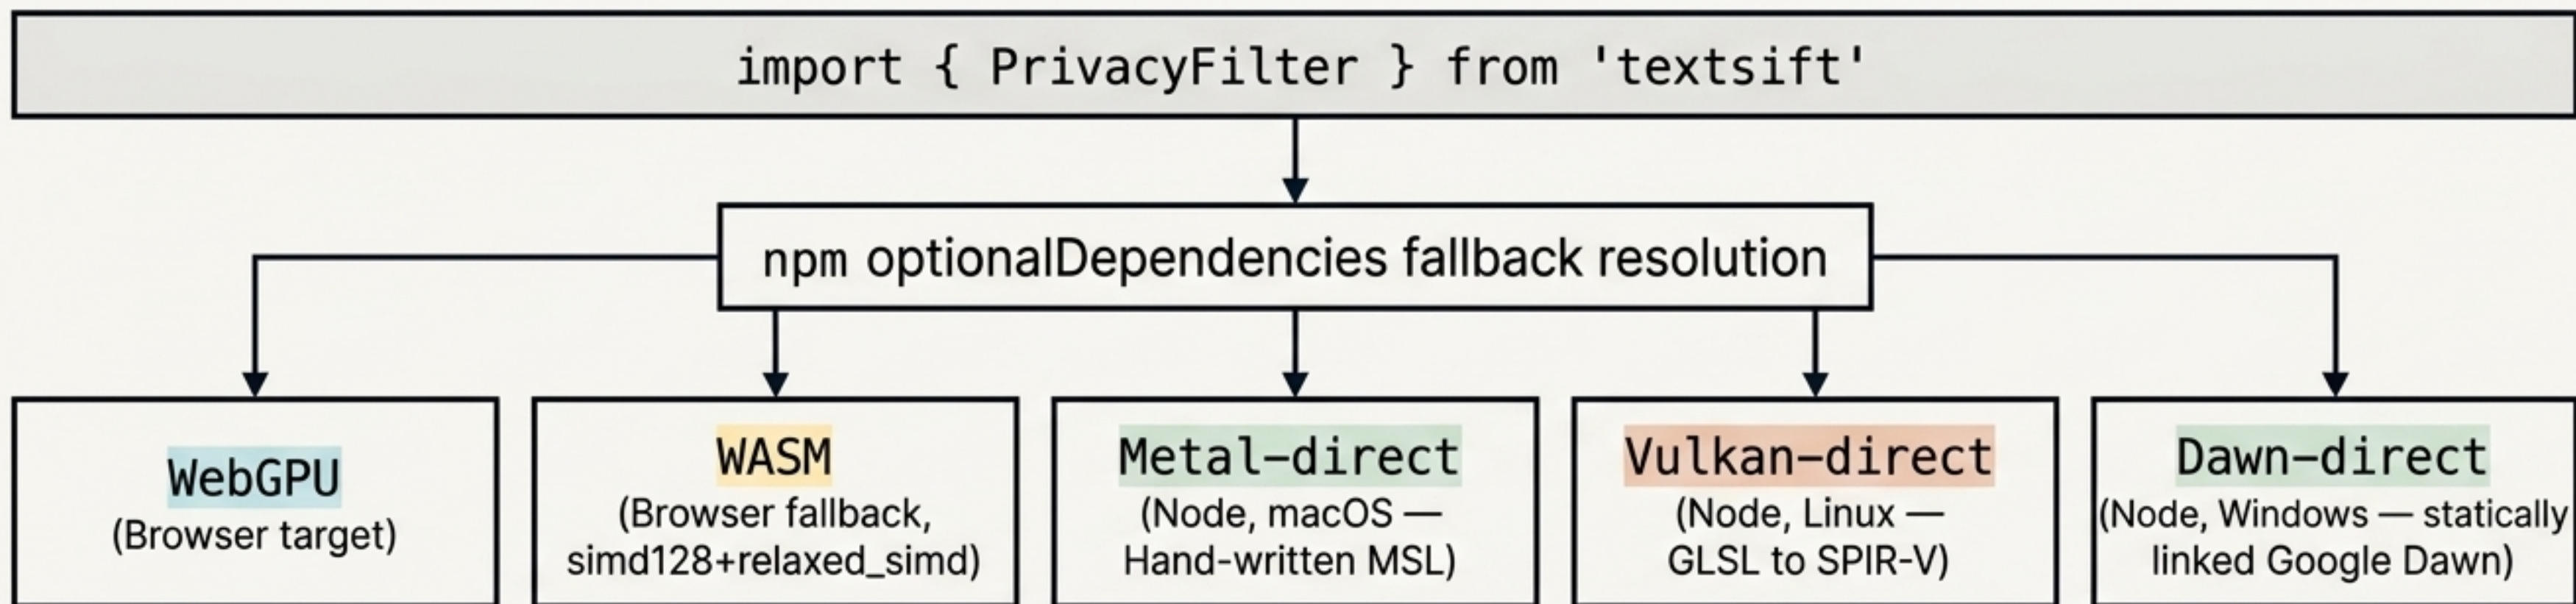 import { PrivacyFilter } from 'textsift'
npm optionalDependencies fallback resolution
WebGPU
(Browser target)
WASM
(Browser fallback,
simd128+relaxed_simd)
Metal-direct
(Node, macOS —
Hand-written MSL)
Vulkan-direct
(Node, Linux —
GLSL to SPIR-V)
Dawn-direct
(Node, Windows — statically
linked Google Dawn)